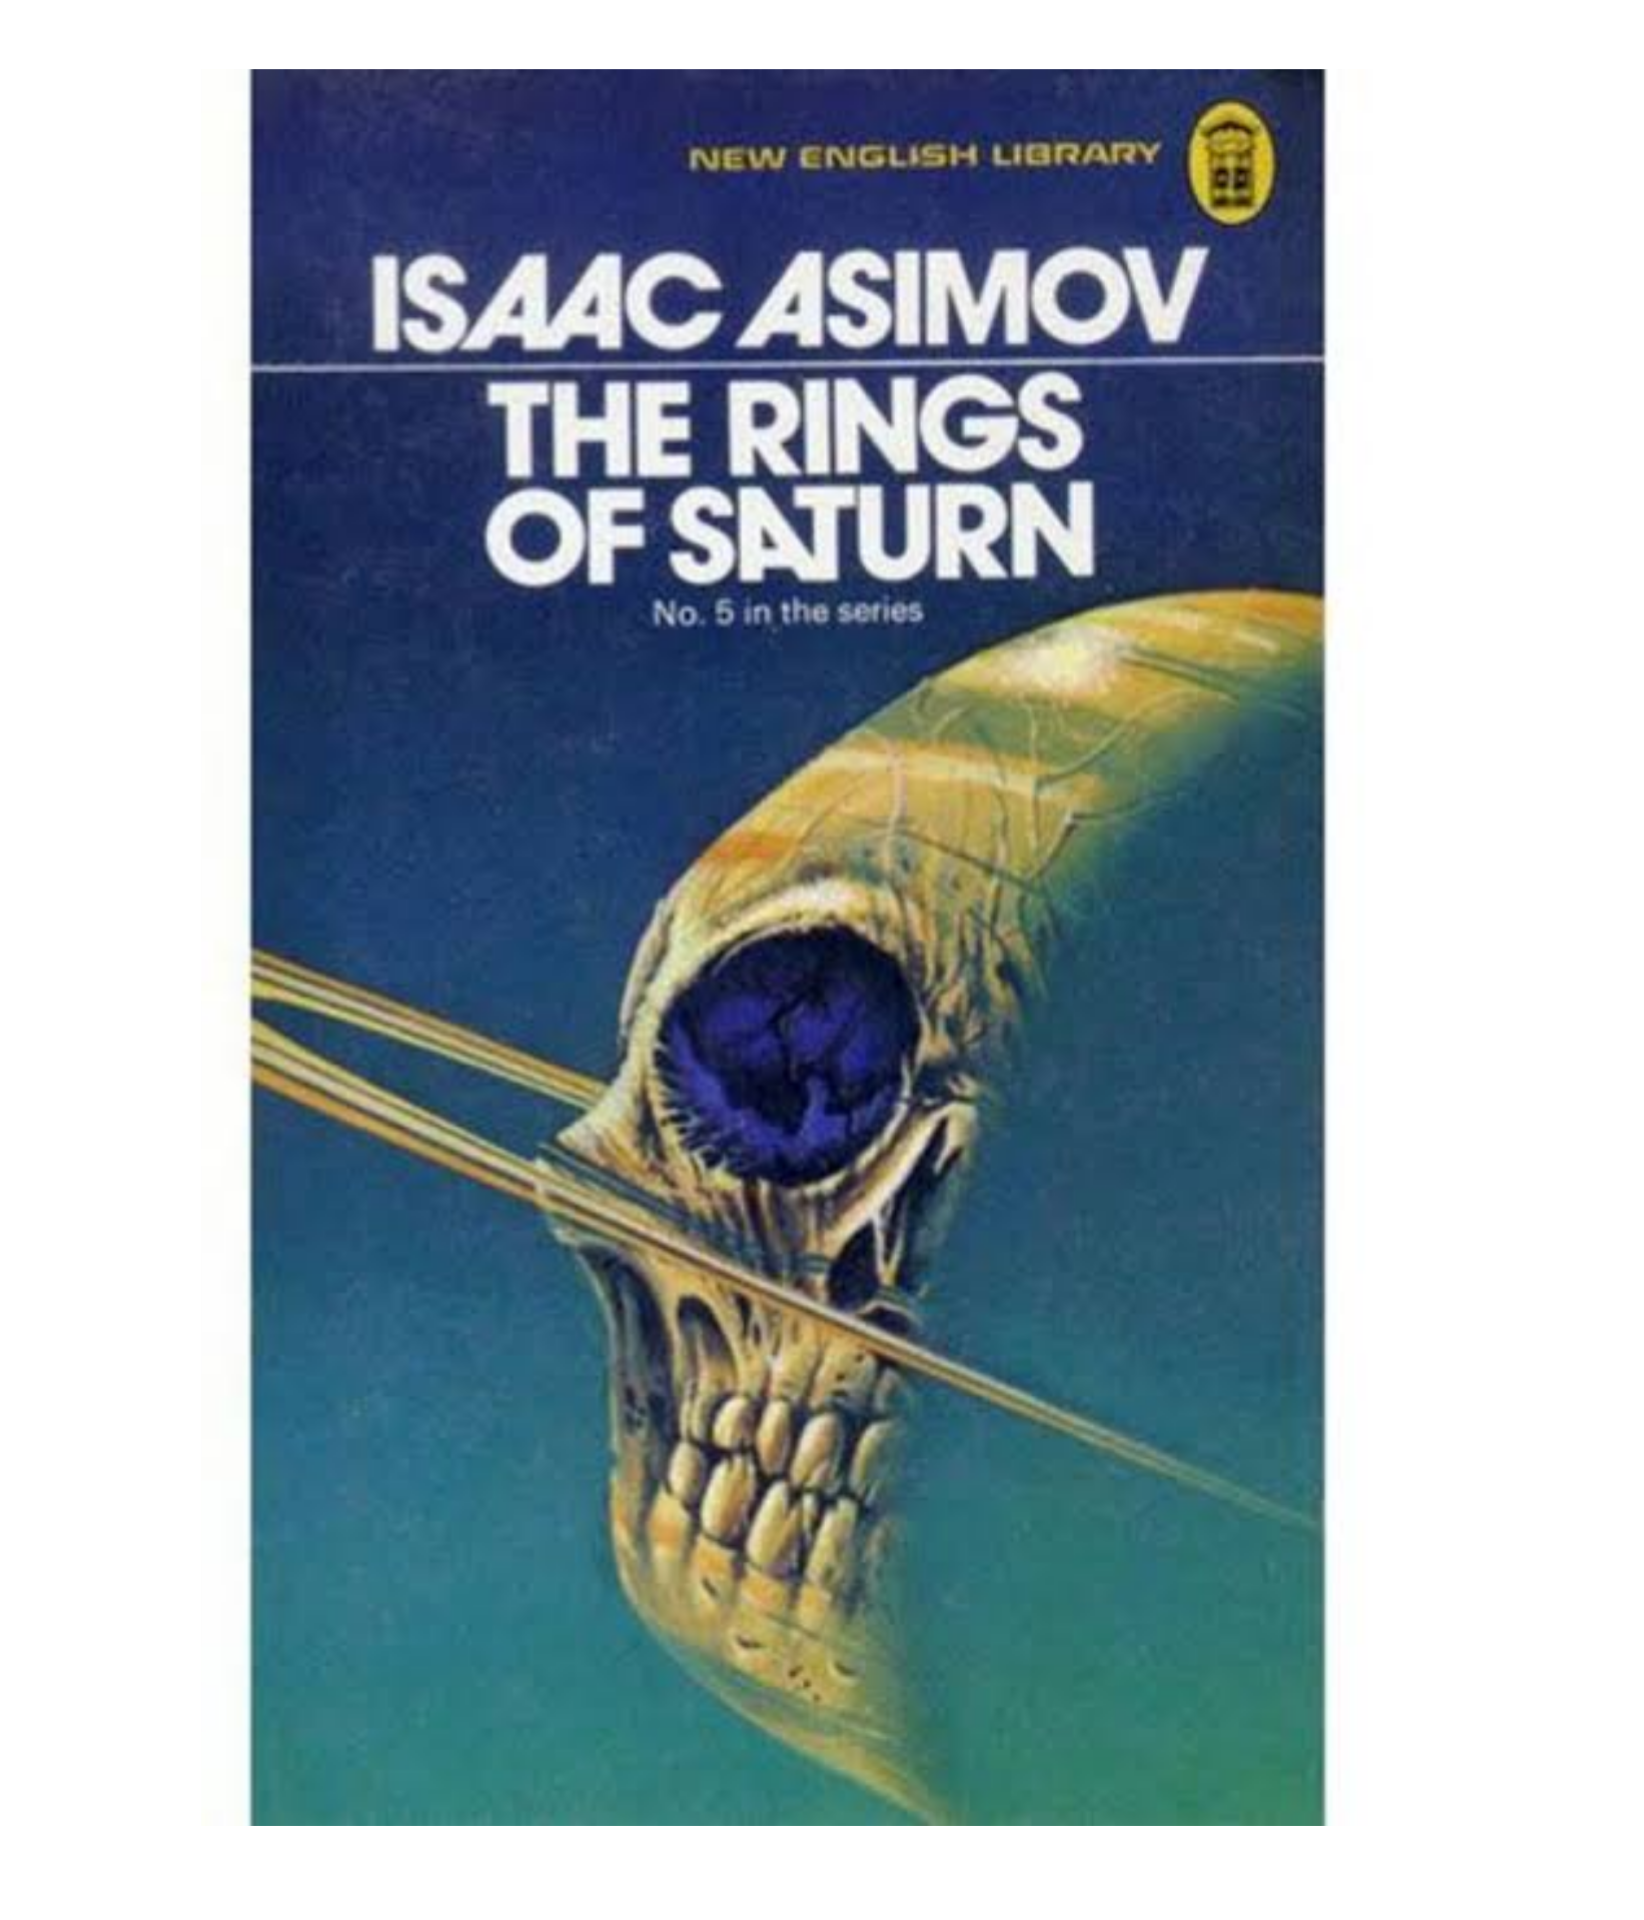 NEW ENGLISH LIBRARY
ISAAC ASIMOV
THE RINGS
OF SATURN
No. 5 in the series